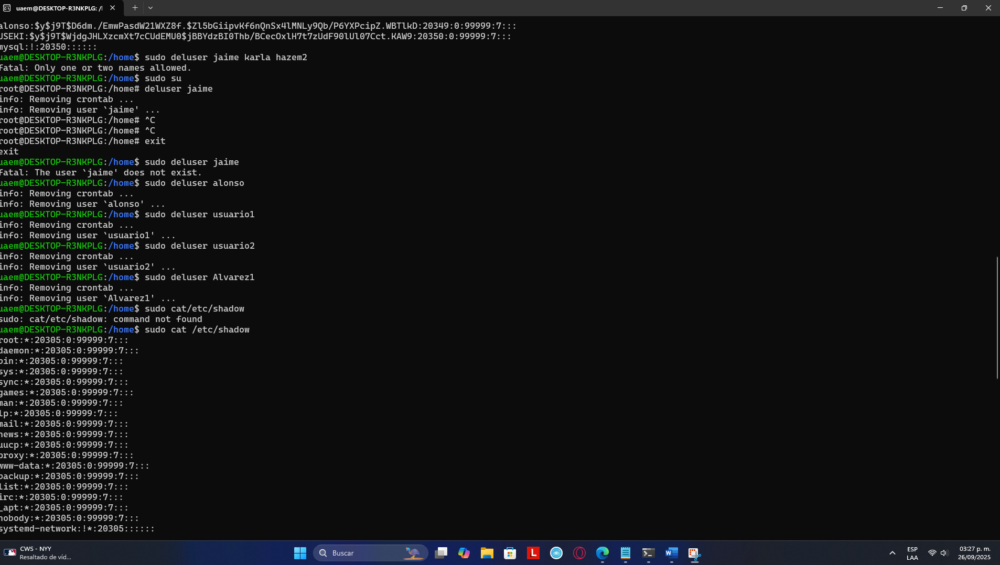 uaem@DESKTOP-R3NKPLG: /l
alonso:$y$j9T$D6dm./EmwPasdW21WXZ8f.$Zl5bGiipvKf6nQnSx4lMNLy9Qb/P6YXPcipZ.WBTlkD:20349:0:99999:7:::
USEKI:$y$j9T$WjdgJHLXzcmXt7cCUdEMU0$jBBYdzBI0Thb/BCecOxlH7t7zUdF90lUl07Cct.KAW9:20350:0:99999:7:::
mysql:!:20350::::::
uaem@DESKTOP-R3NKPLG:/home$ sudo deluser jaime karla hazem2
fatal: Only one or two names allowed.
uaem@DESKTOP-R3NKPLG:/home$ sudo su
root@DESKTOP-R3NKPLG:/home# deluser jaime
info: Removing crontab ...
info: Removing user `jaime' ...
root@DESKTOP-R3NKPLG:/home# ^C
root@DESKTOP-R3NKPLG:/home# ^C
root@DESKTOP-R3NKPLG:/home# exit
exit
uaem@DESKTOP-R3NKPLG:/home$ sudo deluser jaime
fatal: The user `jaime' does not exist.
uaem@DESKTOP-R3NKPLG:/home$ sudo deluser alonso
info: Removing crontab ...
info: Removing user `alonso' ...
uaem@DESKTOP-R3NKPLG:/home$ sudo deluser usuario1
info: Removing crontab ...
info: Removing user `usuario1' ...
uaem@DESKTOP-R3NKPLG:/home$ sudo deluser usuario2
info: Removing crontab ...
info: Removing user `usuario2' ...
uaem@DESKTOP-R3NKPLG:/home$ sudo deluser Alvarez1
info: Removing crontab ...
info: Removing user `Alvarez1' ...
uaem@DESKTOP-R3NKPLG:/home$ sudo cat/etc/shadow
sudo: cat/etc/shadow: command not found
uaem@DESKTOP-R3NKPLG:/home$ sudo cat /etc/shadow
root:*:20305:0:99999:7:::
daemon:*:20305:0:99999:7:::
bin:*:20305:0:99999:7:::
sys:*:20305:0:99999:7:::
sync:*:20305:0:99999:7:::
games:*:20305:0:99999:7:::
man:*:20305:0:99999:7:::
lp:*:20305:0:99999:7:::
mail:*:20305:0:99999:7:::
news:*:20305:0:99999:7:::
uucp:*:20305:0:99999:7:::
proxy:*:20305:0:99999:7:::
www-data:*:20305:0:99999:7:::
backup:*:20305:0:99999:7:::
list:*:20305:0:99999:7:::
irc:*:20305:0:99999:7:::
_apt:*:20305:0:99999:7:::
nobody:*:20305:0:99999:7:::
systemd-network:!*:20305::::::
CWS - NYY
Resaltado de víd...
Buscar
L
W
ESP
LAA
03:27 p. m.
26/09/2025